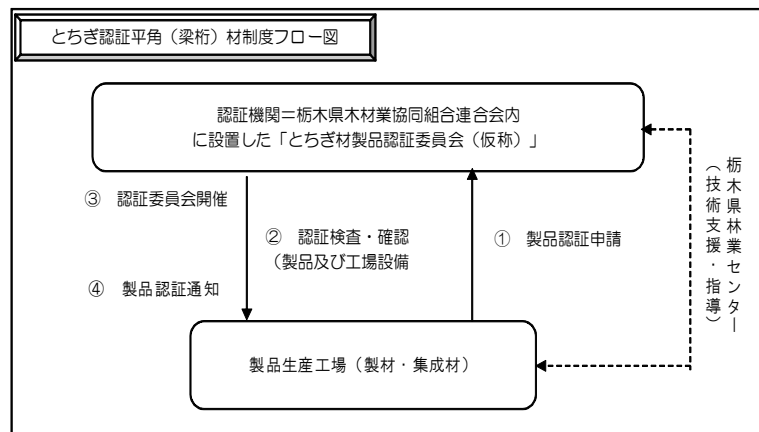 とちぎ認証平角（梁桁）材制度フロー図
認証機関＝栃木県木材業協同組合連合会内
に設置した「とちぎ材製品認証委員会（仮称）」
③　認証委員会開催
②　認証検査・確認
（製品及び工場設備
①　製品認証申請
④　製品認証通知
製品生産工場（製材・集成材）
栃木県林業センター
（技術支援・指導）